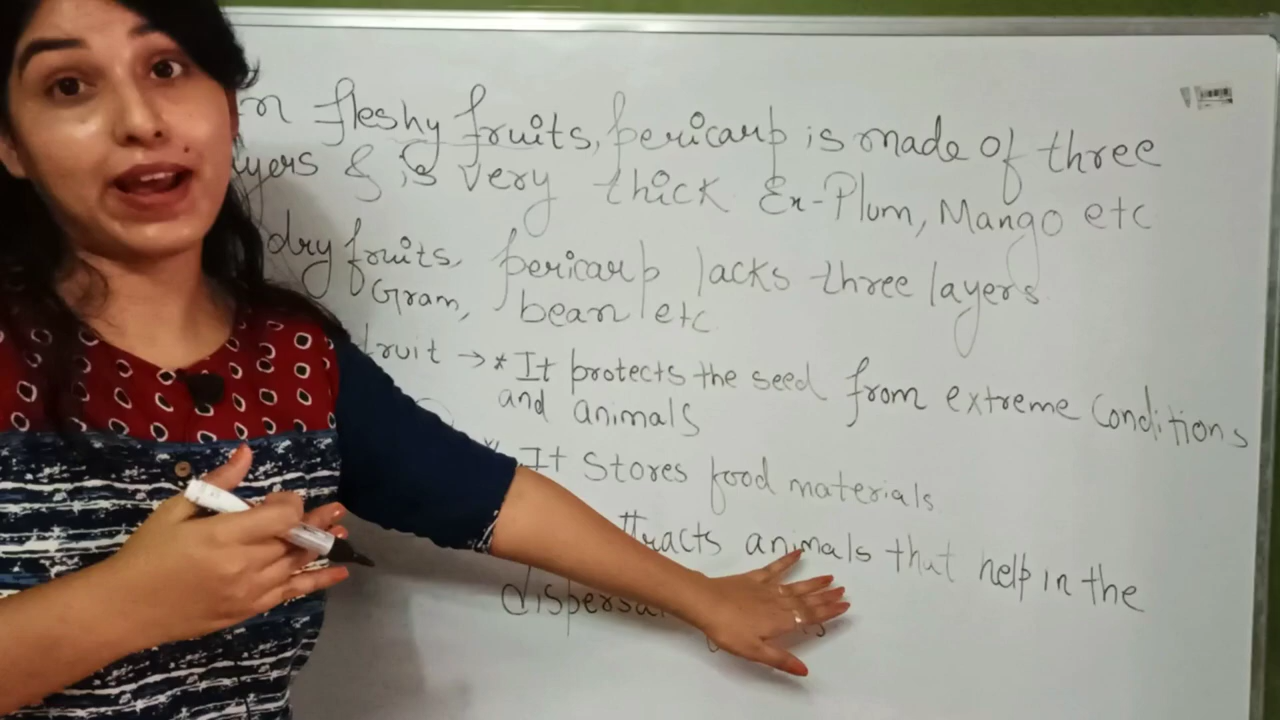 fleshy fruits, pericarp is made of three
yers & is very thick Ex-Plum, Mango etc
dry fruits, pericarp lacks three layers
Gram, bean etc
fruit → * It protects the seed from extreme Conditions
and animals
* It Stores food materials
ttracts animals that help in the
dispersal